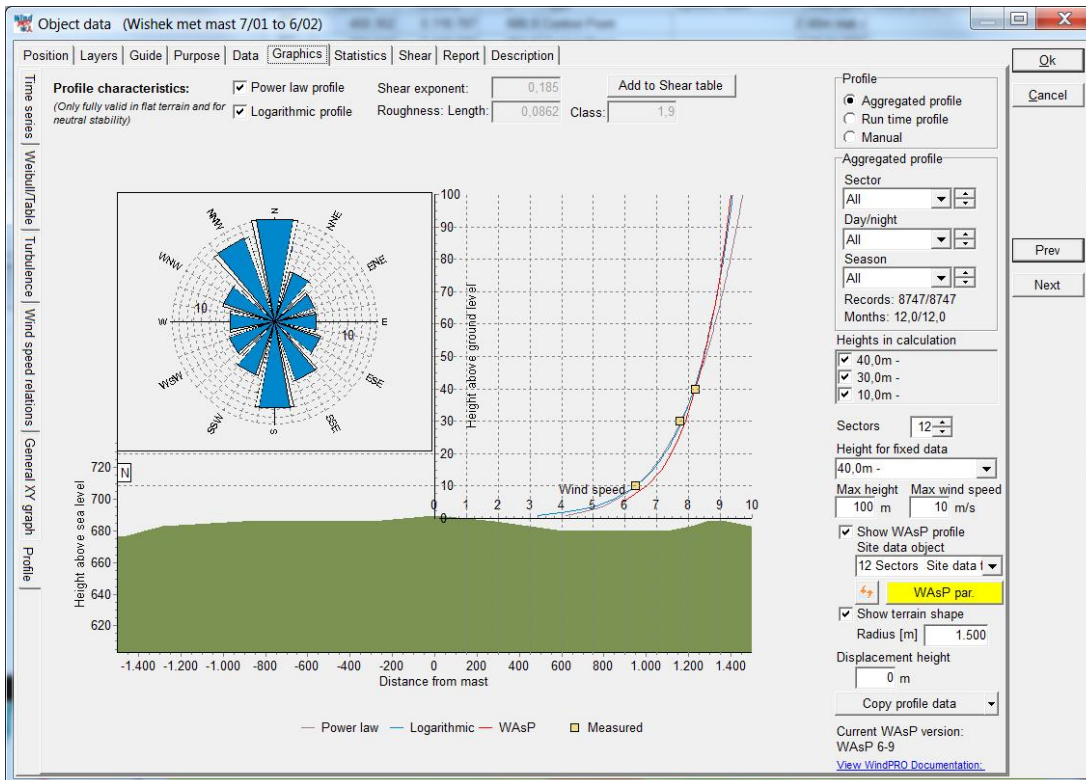 Object data (Wishek met mast 7/01 to 6/02)
Position Layers Guide Purpose Data Graphics Statistics Shear Report Description
Time series
Weibull/Table
Turbulence
Wind speed relations
General XY graph
Profile
Profile characteristics:
(Only fully valid in flat terrain and for
neutral stability)
Power law profile
Logarithmic profile
Shear exponent: 0,185
Roughness: Length: 0,0862 Class: 1,9
Add to Shear table
N
NNE
ENE
E
ESE
SSE
S
SSW
WSW
W
WNW
NNW
10
10
100
90
80
70
60
50
40
30
20
10
0
Height above ground level
Wind speed
0 1 2 3 4 5 6 7 8 9 10
N
720
700
680
660
640
620
Height above sea level
-1.400 -1.200 -1.000 -800 -600 -400 -200 0 200 400 600 800 1.000 1.200 1.400
Distance from mast
Power law Logarithmic WAsP Measured
Profile
Aggregated profile
Run time profile
Manual
Aggregated profile
Sector
All
Day/night
All
Season
All
Records: 8747/8747
Months: 12,0/12,0
Heights in calculation
40,0m -
30,0m -
10,0m -
Sectors 12
Height for fixed data
40,0m -
Max height Max wind speed
100 m 10 m/s
Show WAsP profile
Site data object
12 Sectors Site data f
WAsP par.
Show terrain shape
Radius [m] 1.500
Displacement height
0 m
Copy profile data
Current WAsP version:
WAsP 6-9
View WindPRO Documentation:
Ok
Cancel
Prev
Next